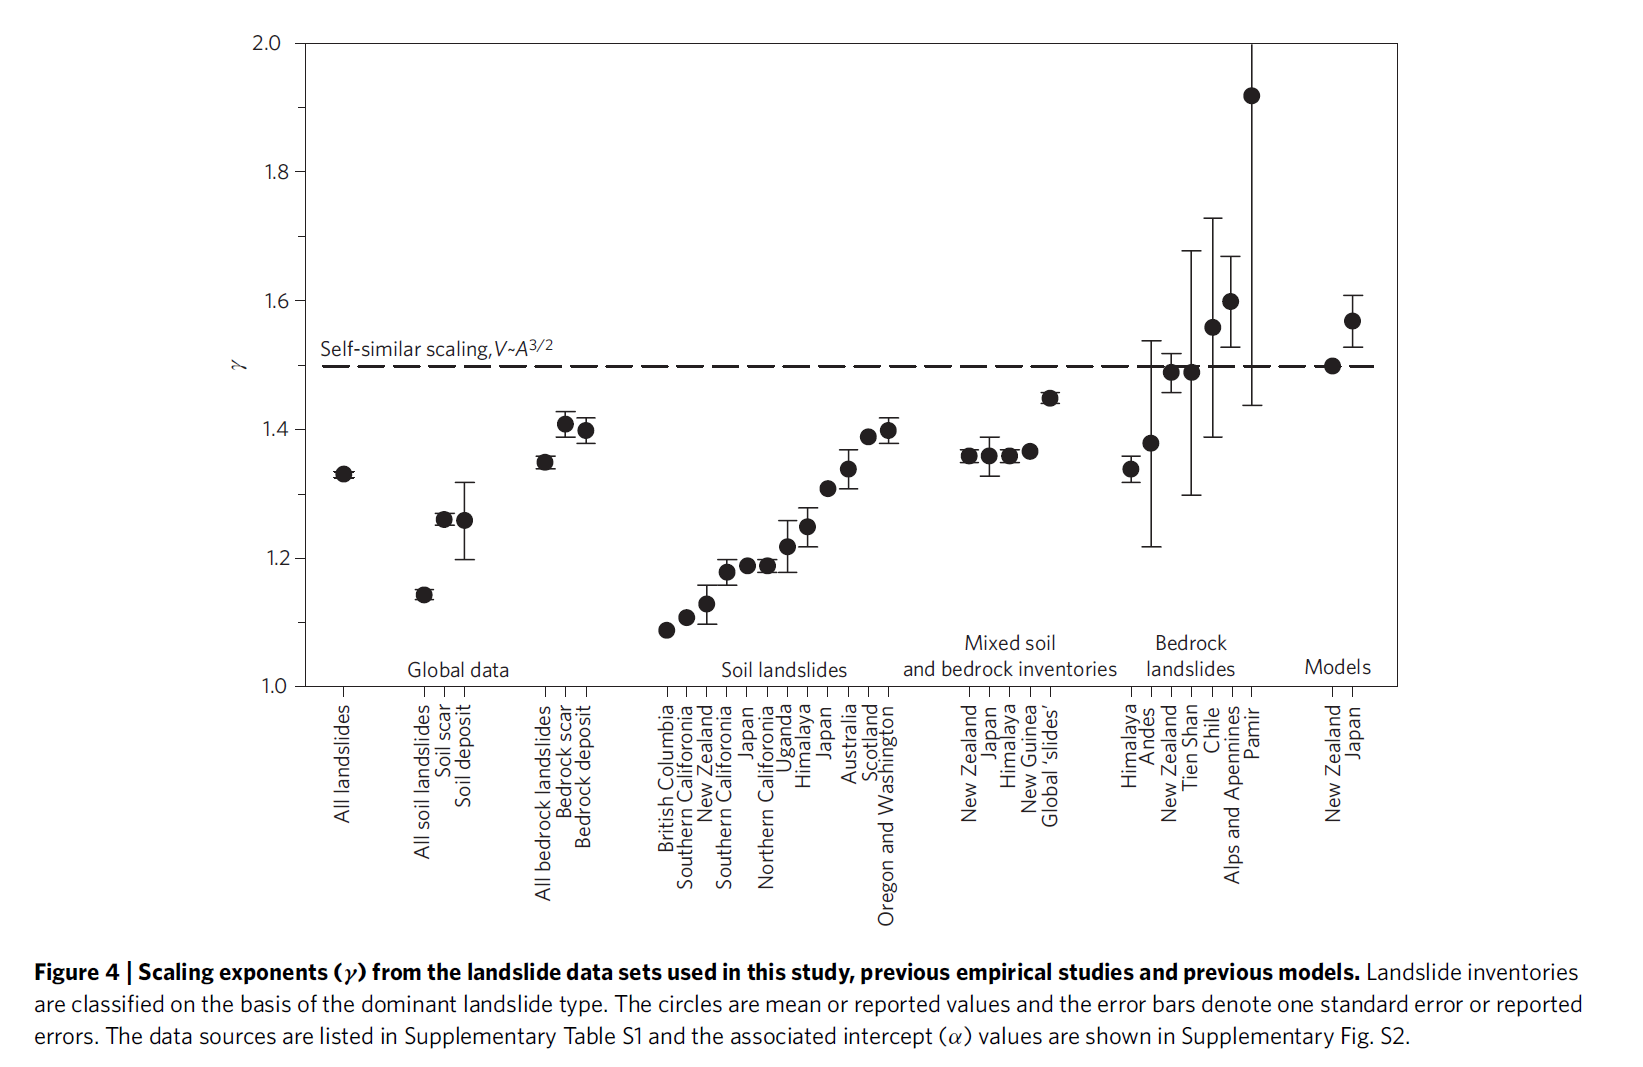 2.0
1.8
1.6
1.4
1.2
1.0
γ
Self-similar scaling,V~A3/2
Global data
Soil landslides
Mixed soil
and bedrock inventories
Bedrock
landslides
Models
All landslides
All soil landslides
Soil scar
Soil deposit
All bedrock landslides
Bedrock scar
Bedrock deposit
British Columbia
Southern Califoronia
New Zealand
Southern Califoronia
Japan
Northern Califoronia
Uganda
Himalaya
Japan
Australia
Scotland
Oregon and Washington
New Zealand
Japan
Himalaya
New Guinea
Global ‘slides’
Himalaya
Andes
New Zealand
Tien Shan
Chile
Alps and Apennines
Pamir
New Zealand
Japan
Figure 4 | Scaling exponents (γ) from the landslide data sets used in this study, previous empirical studies and previous models. Landslide inventories
are classified on the basis of the dominant landslide type. The circles are mean or reported values and the error bars denote one standard error or reported
errors. The data sources are listed in Supplementary Table S1 and the associated intercept (α) values are shown in Supplementary Fig. S2.